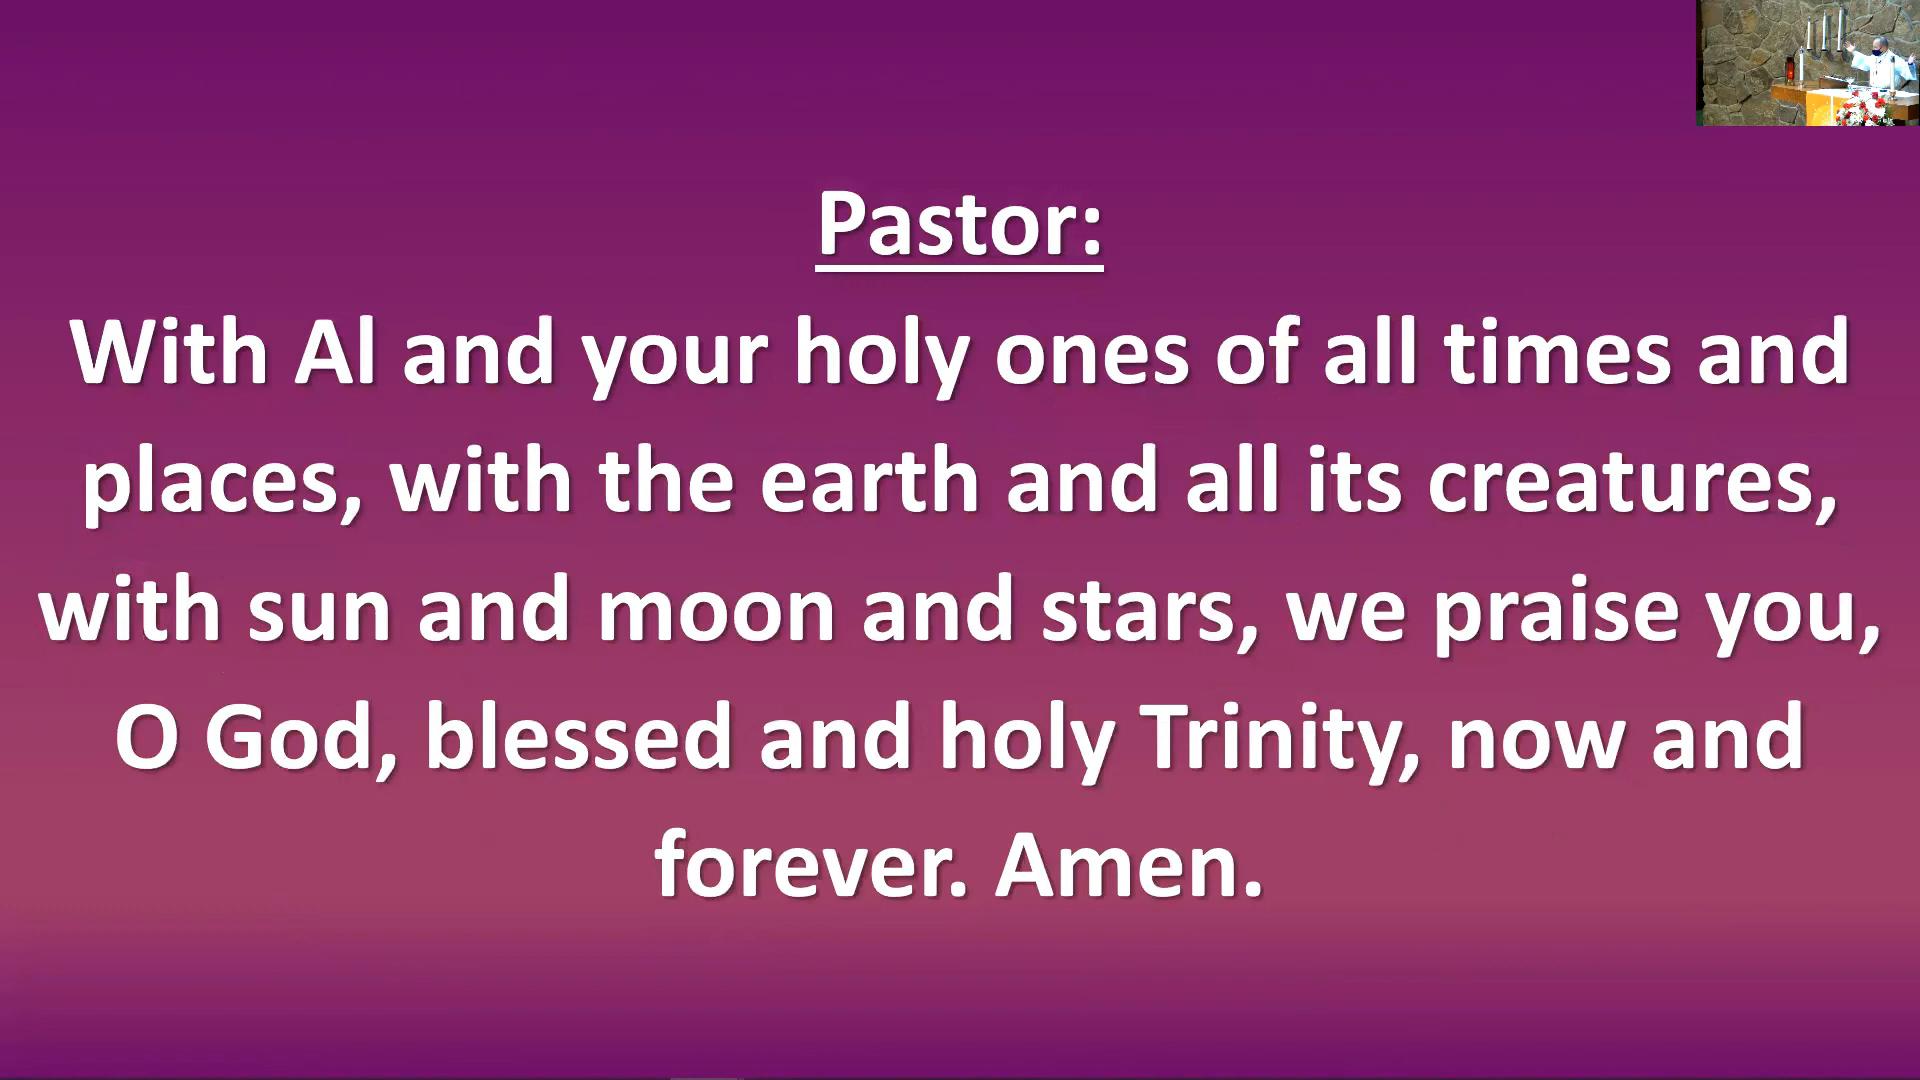 Pastor:
With Al and your holy ones of all times and
places, with the earth and all its creatures,
with sun and moon and stars, we praise you,
O God, blessed and holy Trinity, now and
forever. Amen.